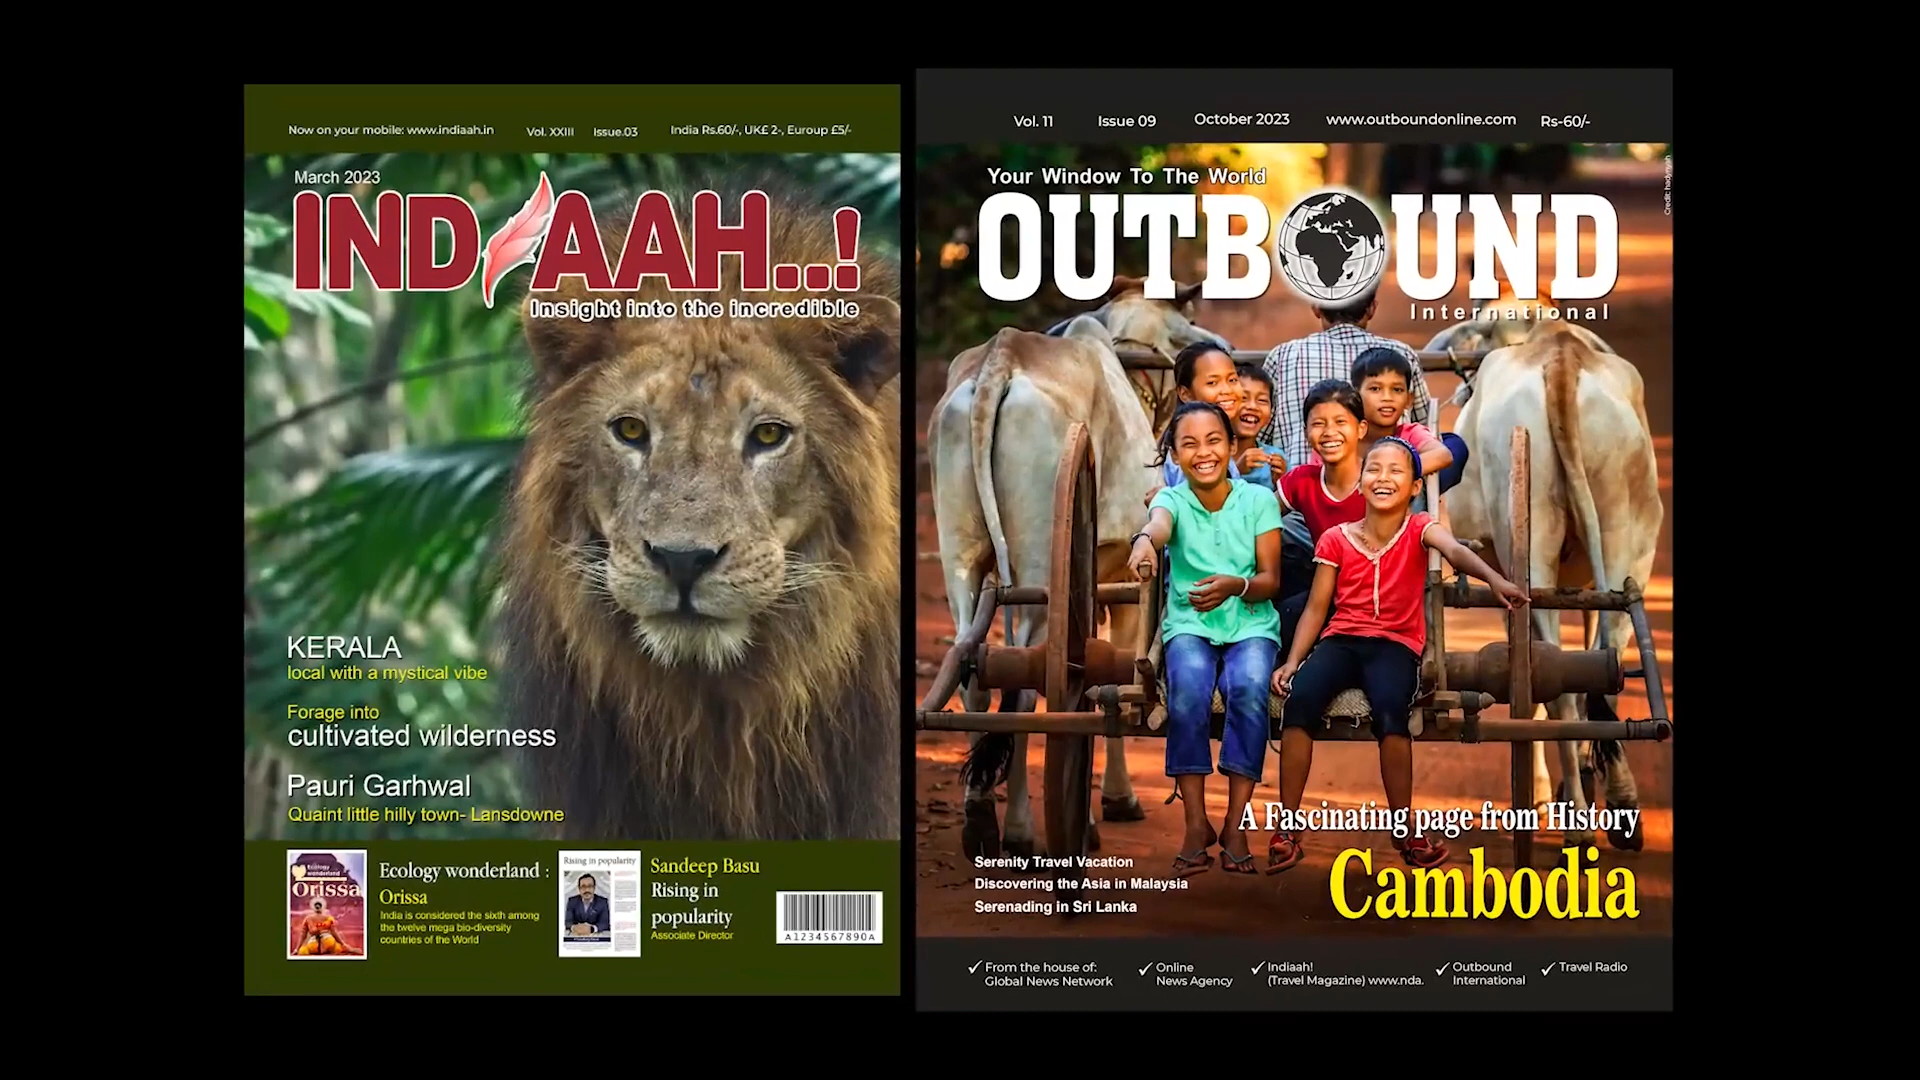 Now on your mobile: www.indiaah.in Vol. XXIII Issue.03 India Rs.60/-, UK£ 2-, Euroup £5/-
March 2023
INDIAAH..!
Insight into the incredible
KERALA
local with a mystical vibe
Forage into
cultivated wilderness
Pauri Garhwal
Quaint little hilly town- Lansdowne
Ecology
wonderland
Orissa
Ecology wonderland :
Orissa
India is considered the sixth among
the twelve mega bio-diversity
countries of the World
Rising in popularity
Sandeep Basu
Rising in
popularity
Associate Director
A1234567890A
Vol. 11 Issue 09 October 2023 www.outboundonline.com Rs-60/-
Your Window To The World
OUTBOUND
International
A Fascinating page from History
Cambodia
Serenity Travel Vacation
Discovering the Asia in Malaysia
Serenading in Sri Lanka
From the house of:
Global News Network
Online
News Agency
Indiaah!
(Travel Magazine) www.nda.
Outbound
International
Travel Radio